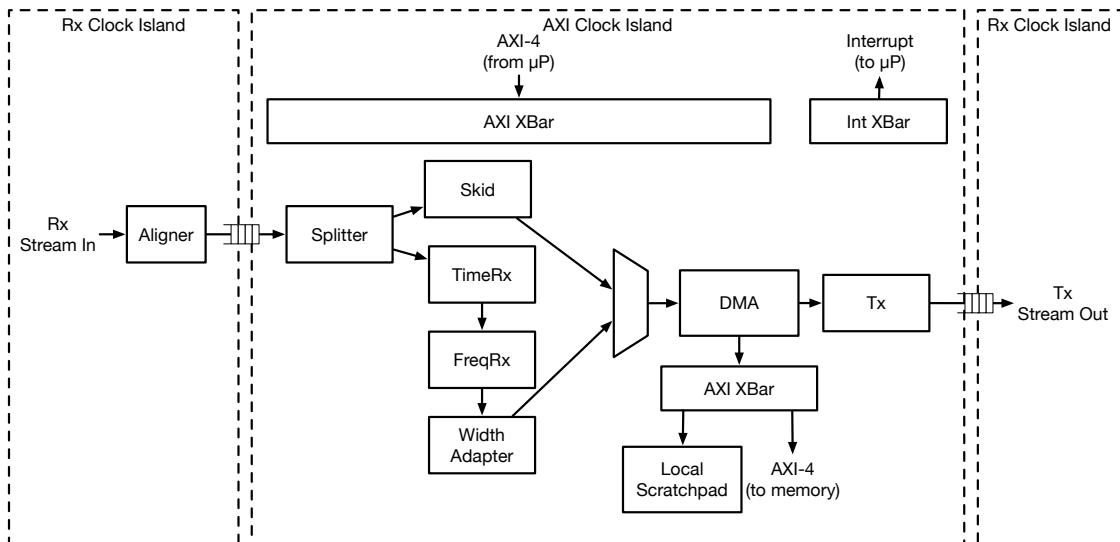 Rx Clock Island
AXI Clock Island
Rx Clock Island
AXI-4
(from µP)
Interrupt
(to µP)
AXI XBar
Int XBar
Skid
Rx
Stream In
Aligner
Splitter
TimeRx
DMA
Tx
Tx
Stream Out
FreqRx
AXI XBar
Width
Adapter
Local
Scratchpad
AXI-4
(to memory)